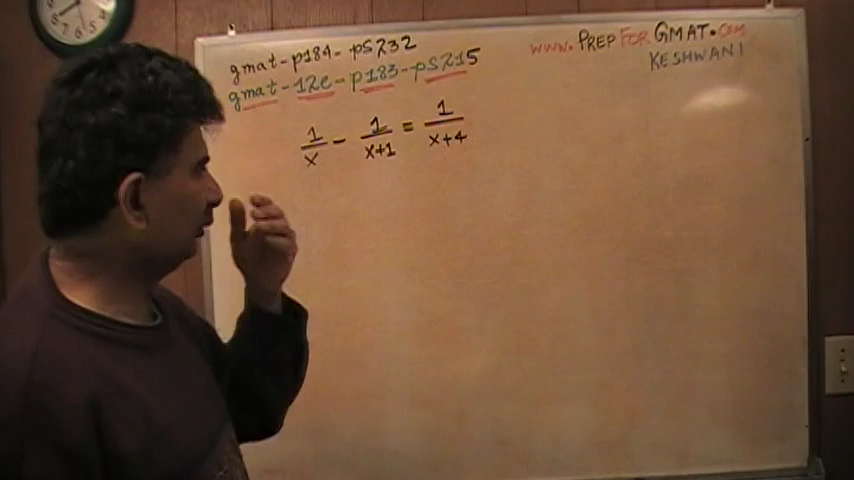 gmat-p184-ps232
gmat-12e-p183-ps215
www.PREPFORGMAT.COM
KESHWANI
1/x - 1/x+1 = 1/x+4